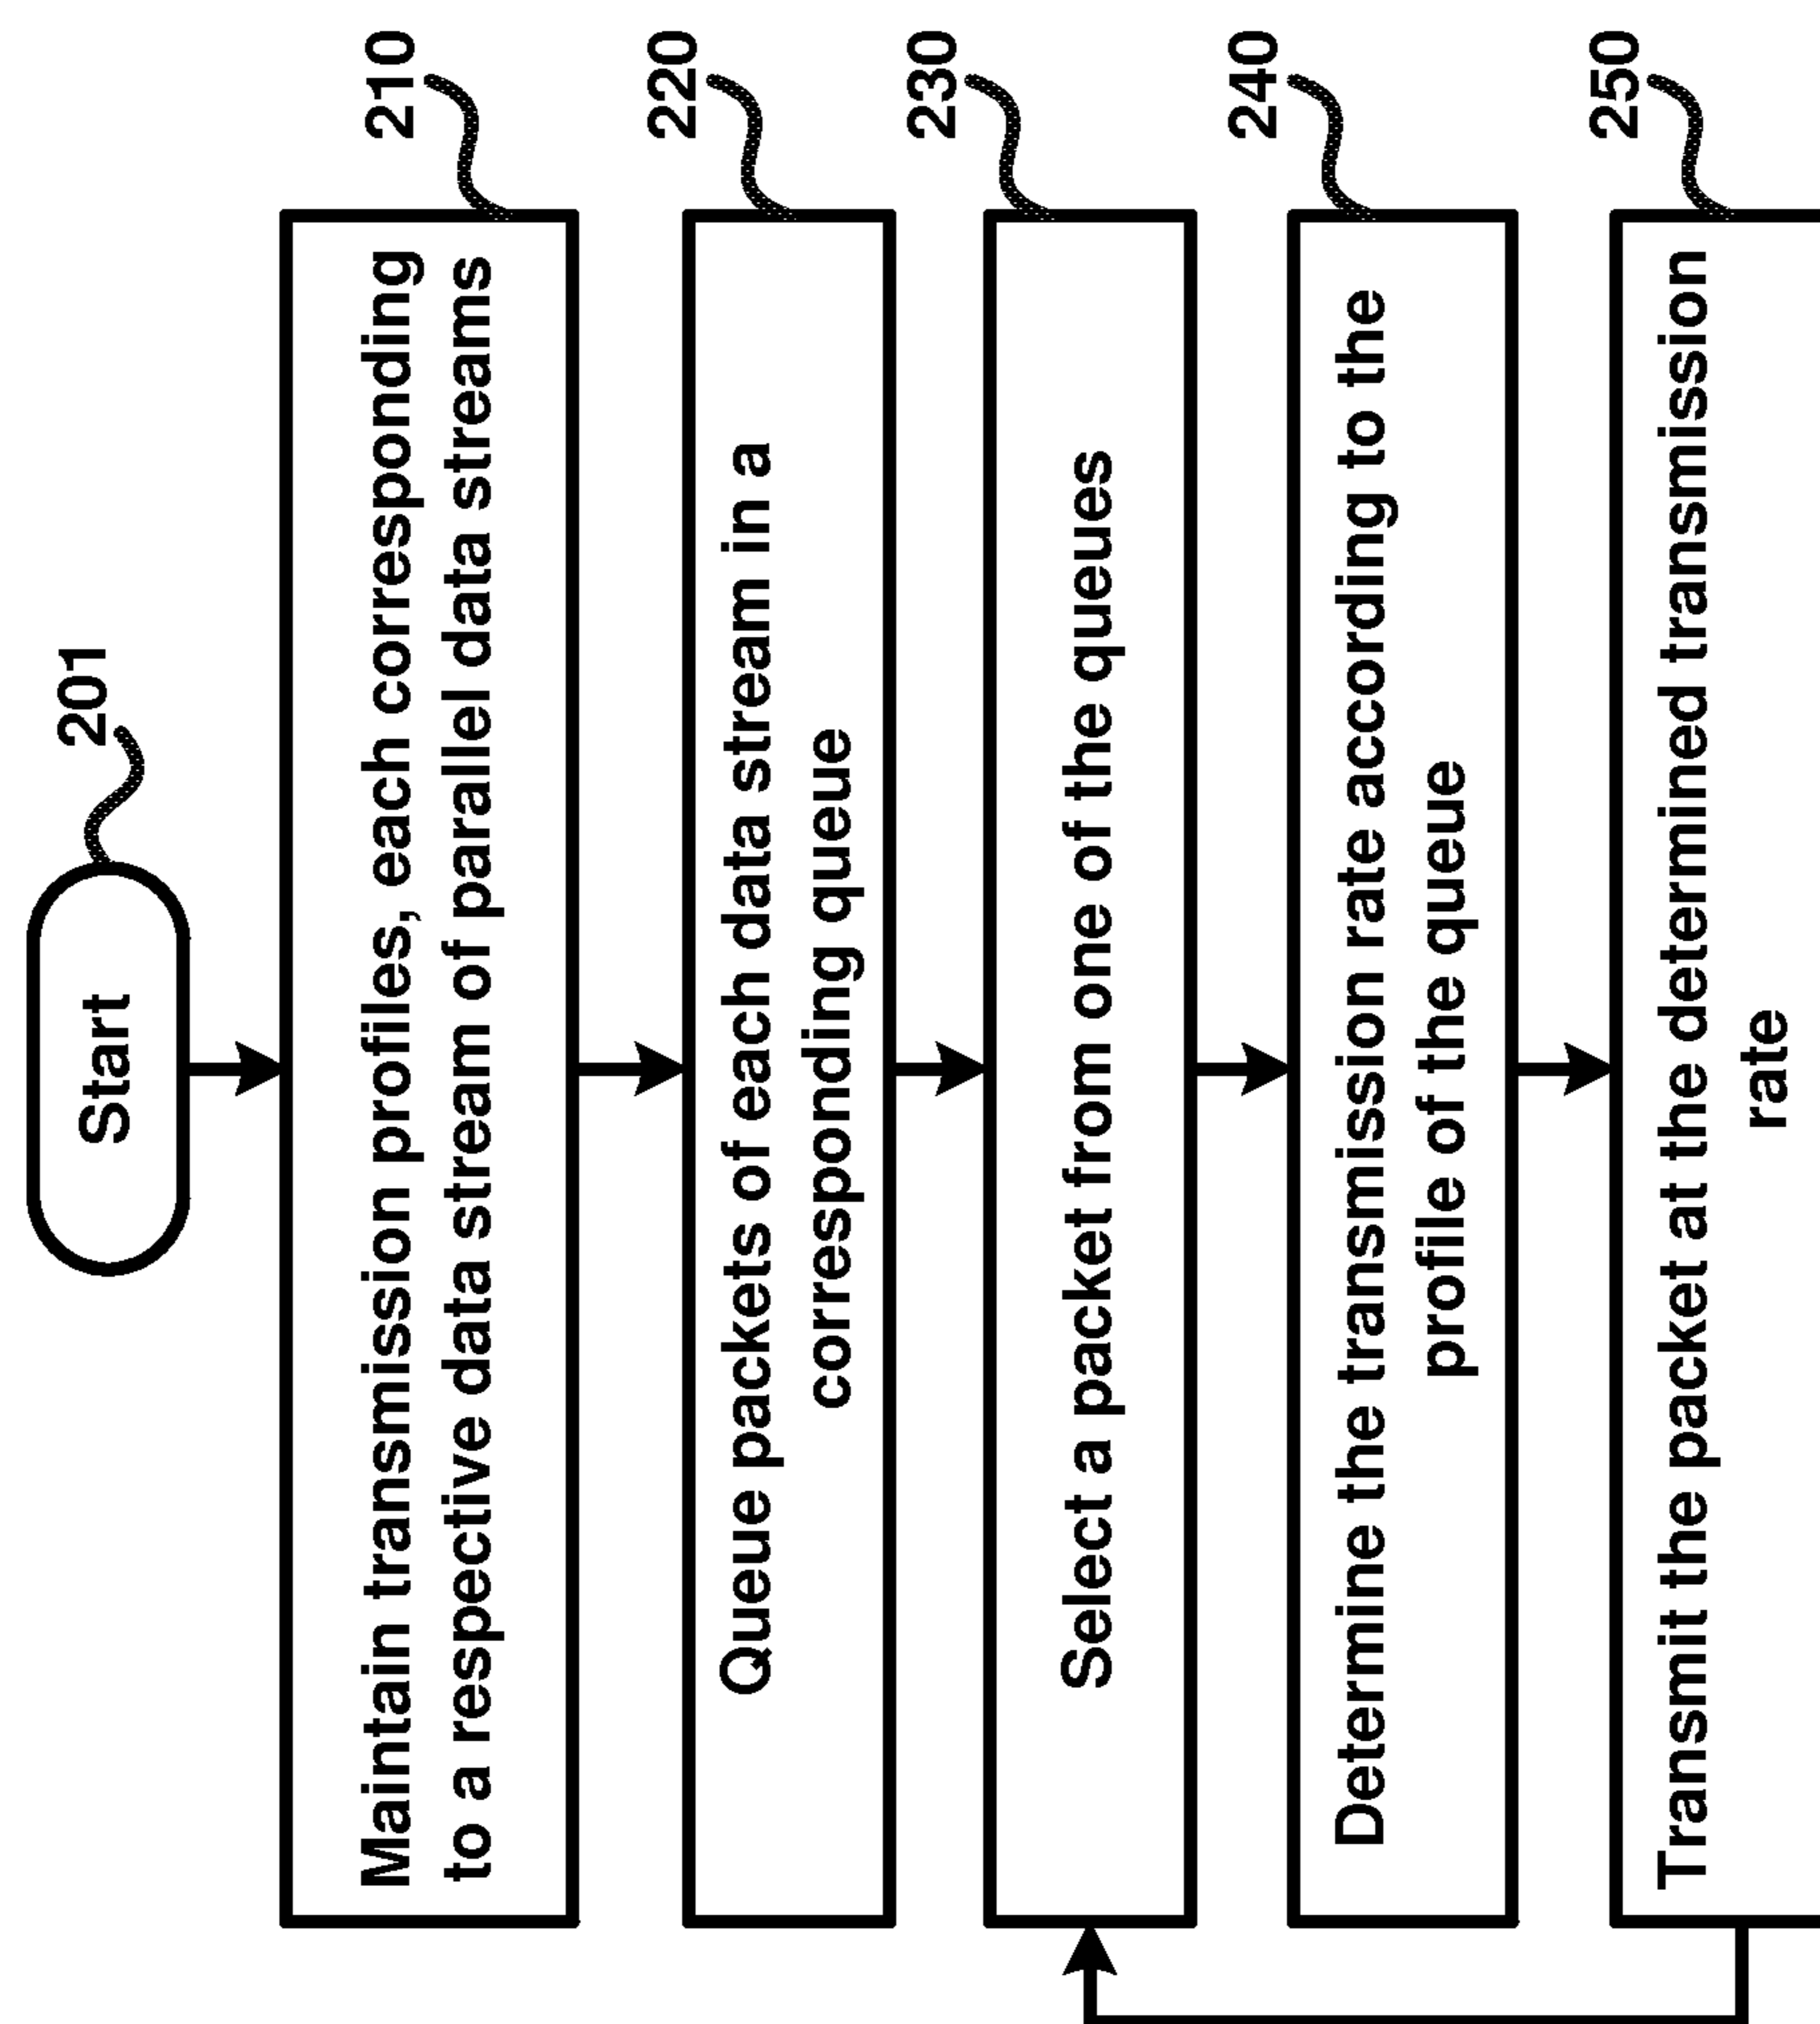 201
Start
210
Maintain transmission profiles, each corresponding
to a respective data stream of parallel data streams
220
Queue packets of each data stream in a
corresponding queue
230
Select a packet from one of the queues
240
Determine the transmission rate according to the
profile of the queue
250
Transmit the packet at the determined transmission
rate